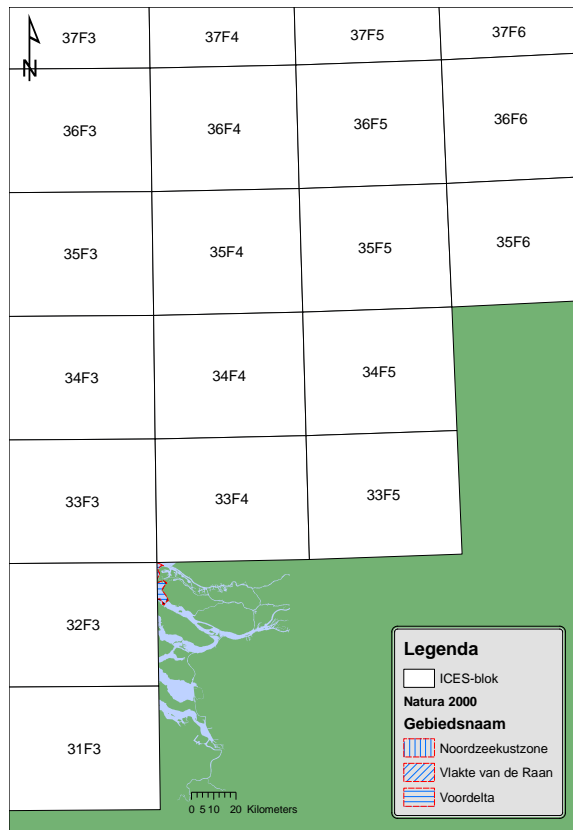 37F3 37F4 37F5 37F6
N
36F3 36F4 36F5 36F6
35F3 35F4 35F5 35F6
34F3 34F4 34F5
33F3 33F4 33F5
32F3
31F3
0 5 10 20 Kilometers
Legenda
ICES-blok
Natura 2000
Gebiedsnaam
Noordzeekustzone
Vlakte van de Raan
Voordelta